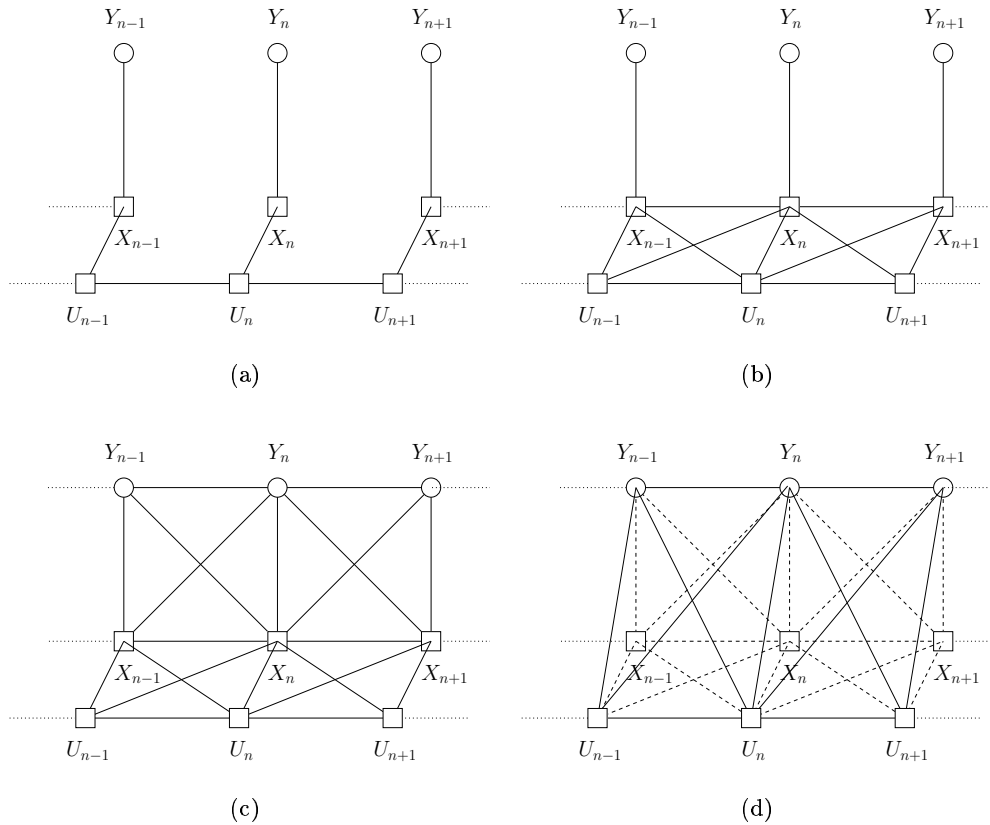 Y_{n-1} Y_n Y_{n+1} Y_{n-1} Y_n Y_{n+1}
X_{n-1} X_n X_{n+1} X_{n-1} X_n X_{n+1}
U_{n-1} U_n U_{n+1} U_{n-1} U_n U_{n+1}
(a) (b)
Y_{n-1} Y_n Y_{n+1} Y_{n-1} Y_n Y_{n+1}
X_{n-1} X_n X_{n+1} X_{n-1} X_n X_{n+1}
U_{n-1} U_n U_{n+1} U_{n-1} U_n U_{n+1}
(c) (d)